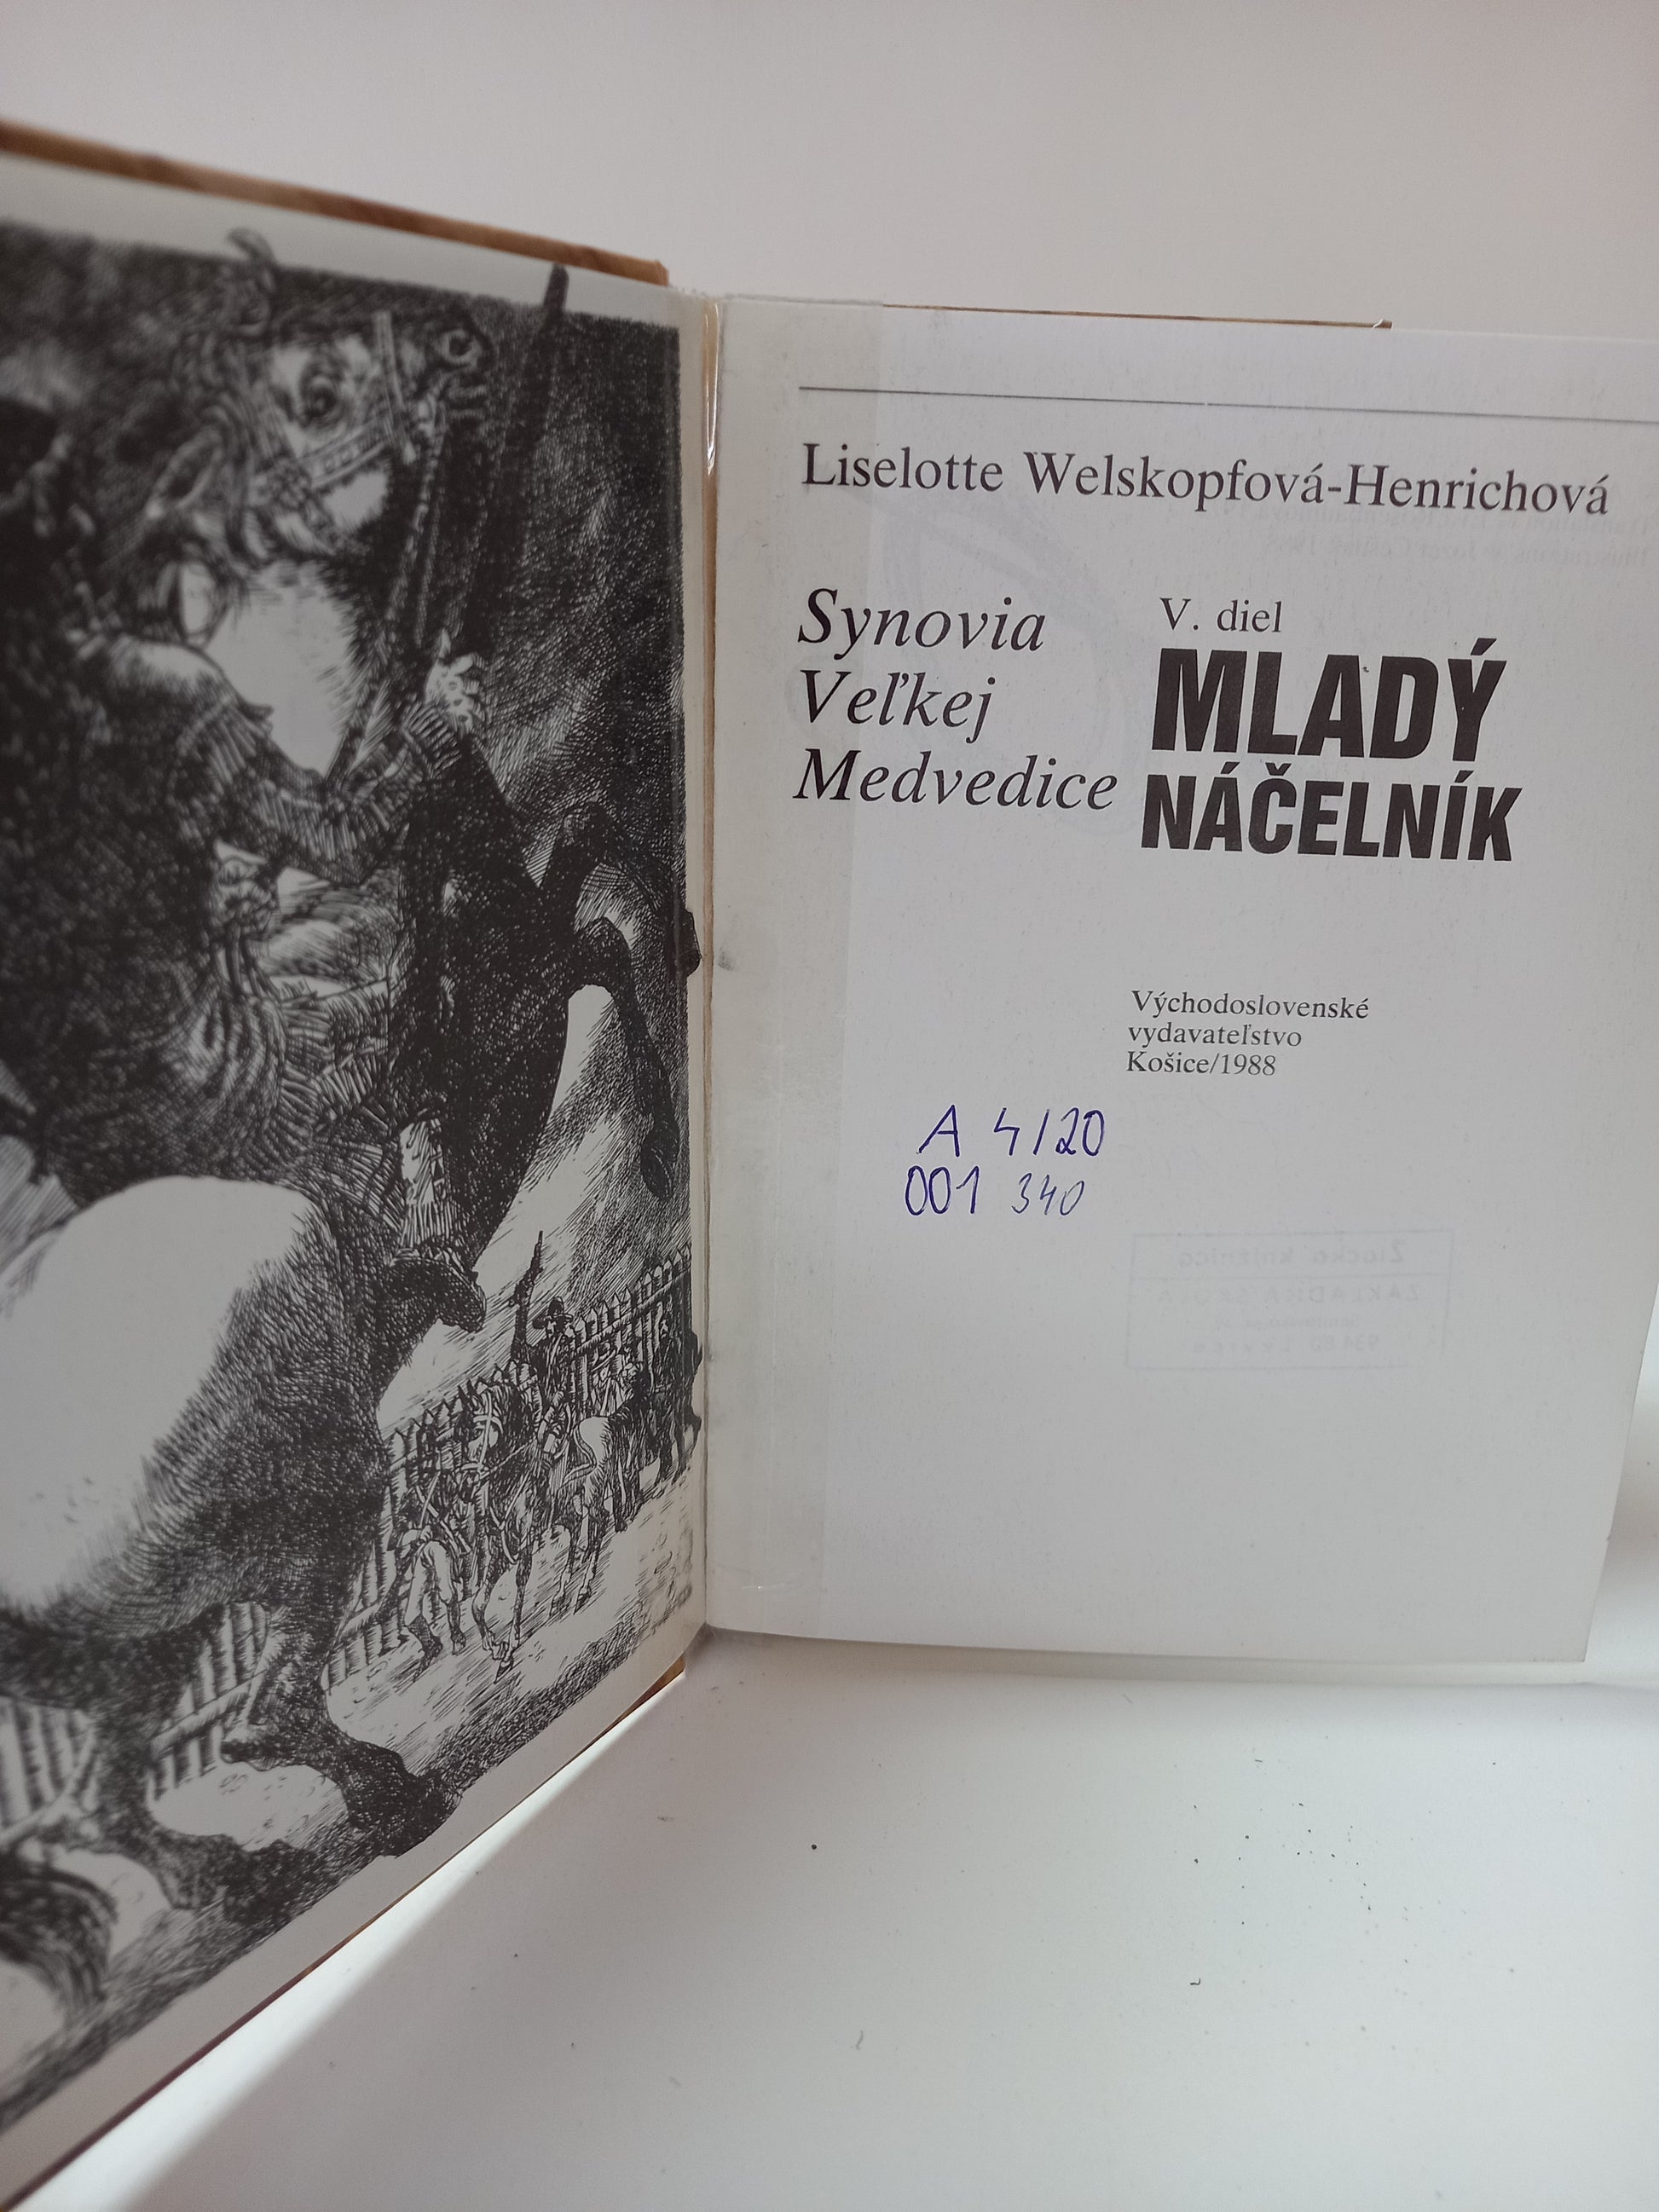 Liselotte Welskopfová-Henrichová
Synovia
Veľkej
Medvedice
V. diel
MLADÝ
NÁČELNÍK
Východoslovenské
vydavateľstvo
Košice/1988
A 4/20
001 340